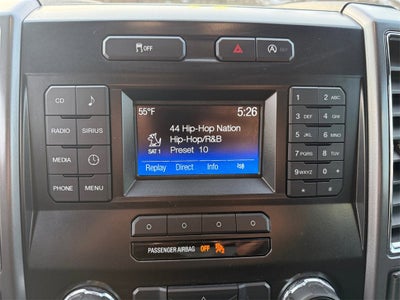 OFF
CD
RADIO SIRIUS
MEDIA
PHONE MENU
55°F 5:26
44 Hip-Hop Nation
Hip-Hop/R&B
SAT 1 Preset 10
Replay Direct Info
1 2 ABC
3 DEF 4 GHI
5 JKL 6 MNO
7 PQRS 8 TUV
9 WXYZ 0
* #
PASSENGER AIRBAG OFF